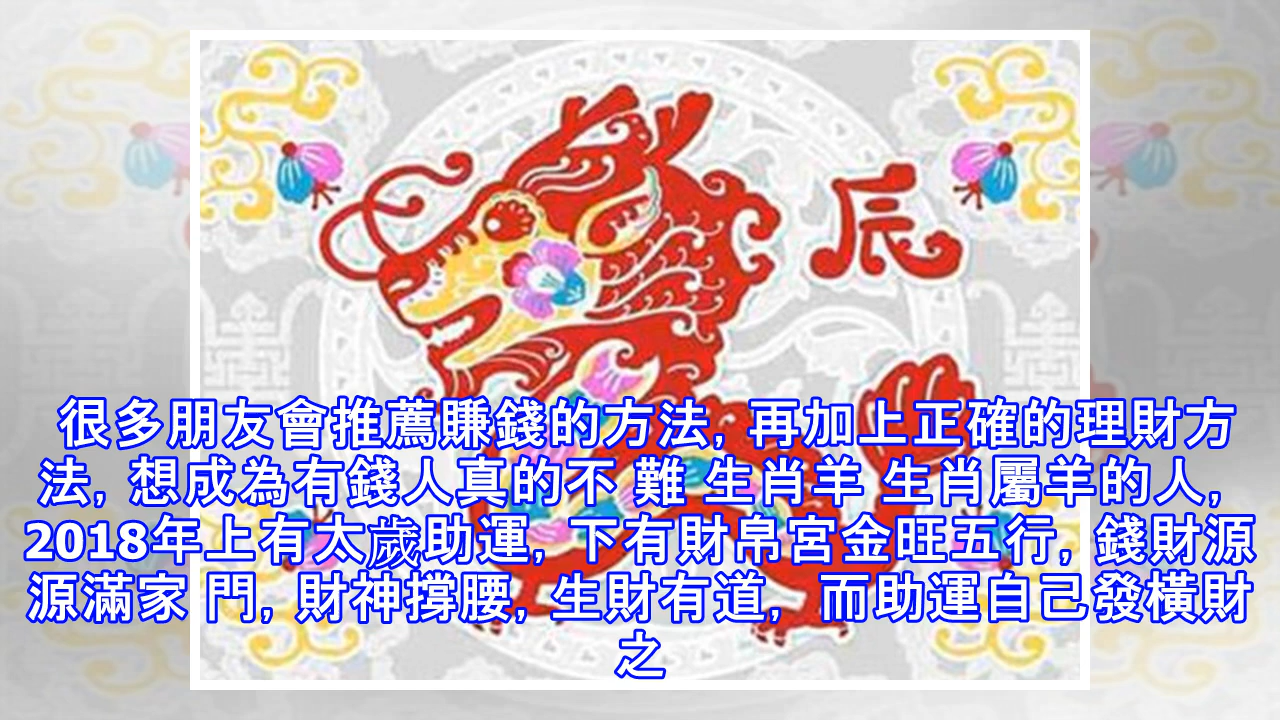 辰
很多朋友會推薦賺錢的方法, 再加上正確的理財方
法, 想成為有錢人真的不 難 生肖羊 生肖屬羊的人,
2018年上有太歲助運, 下有財帛宮金旺五行, 錢財源
源滿家 門, 財神撐腰, 生財有道， 而助運自己發橫財
之